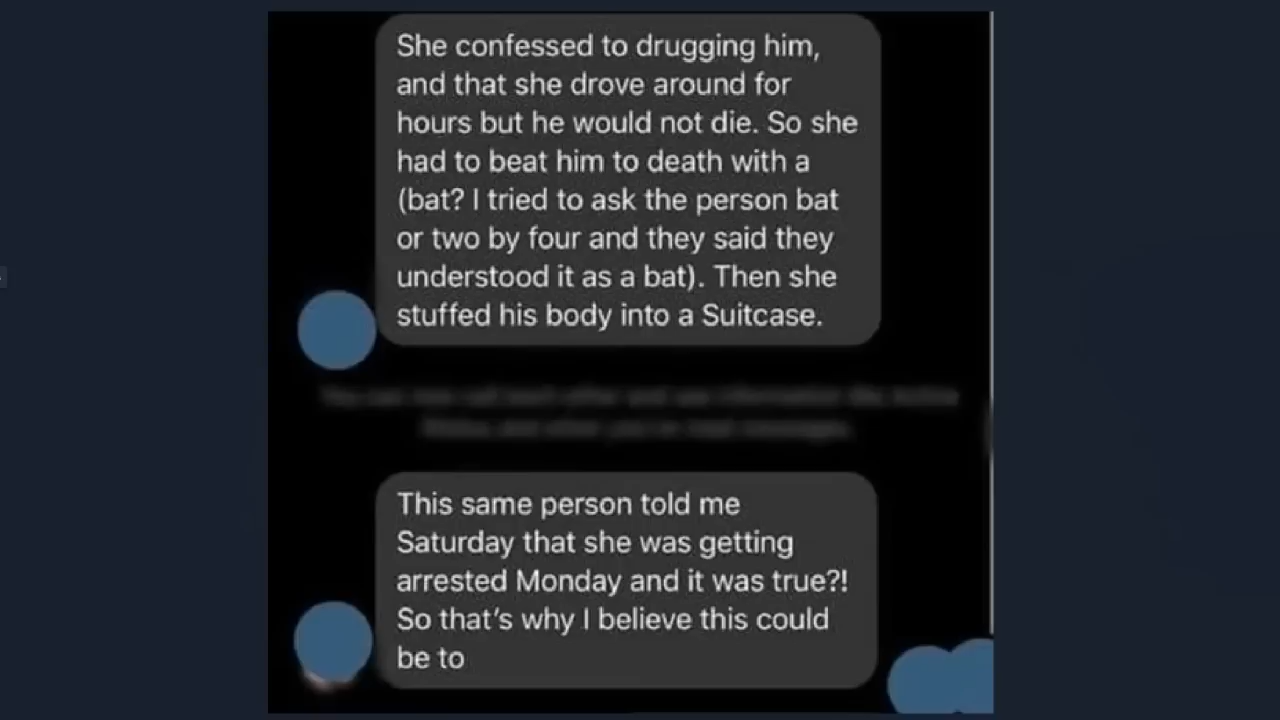 She confessed to drugging him,
and that she drove around for
hours but he would not die. So she
had to beat him to death with a
(bat? I tried to ask the person bat
or two by four and they said they
understood it as a bat). Then she
stuffed his body into a Suitcase.
This same person told me
Saturday that she was getting
arrested Monday and it was true?!
So that’s why I believe this could
be to